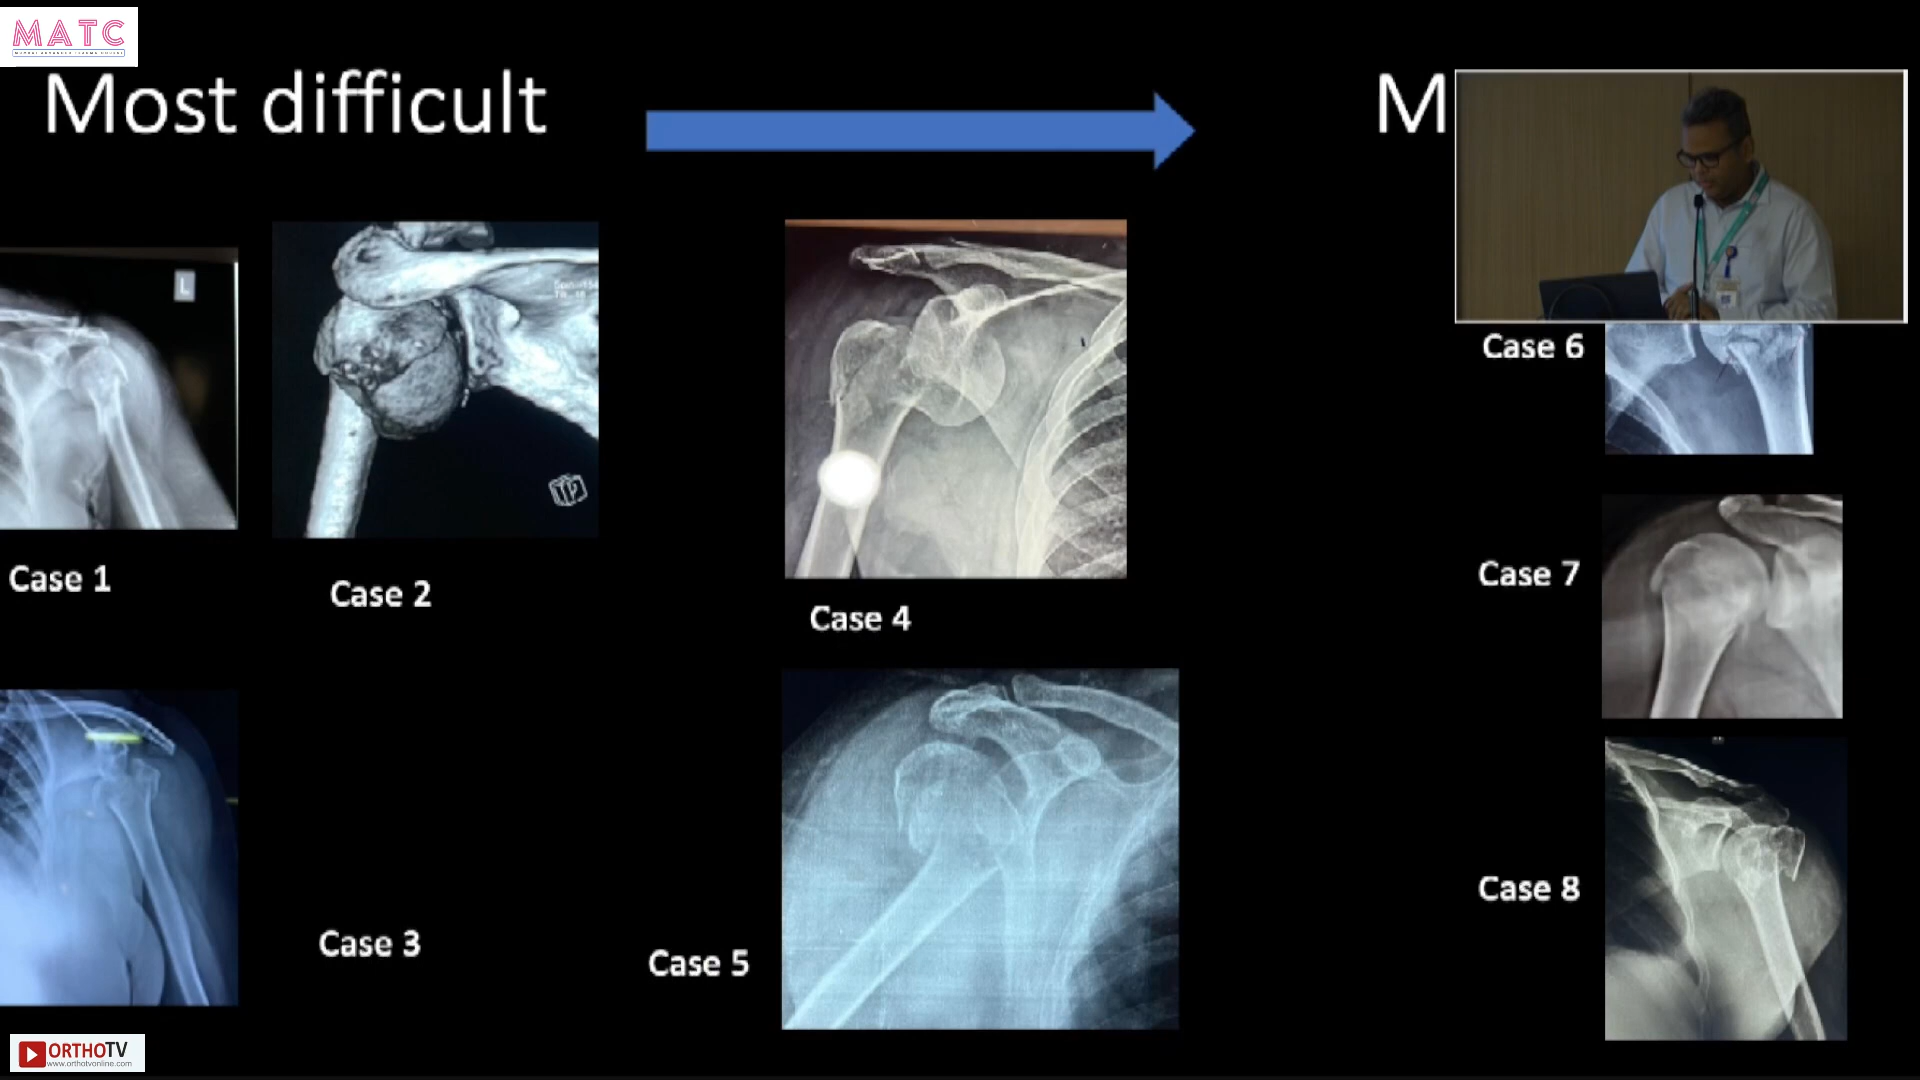 MATC
Most difficult
M
L
Case 1
Case 2
Case 4
Case 6
Case 7
Case 3
Case 5
Case 8
ORTHOTV
www.orthotvonline.com